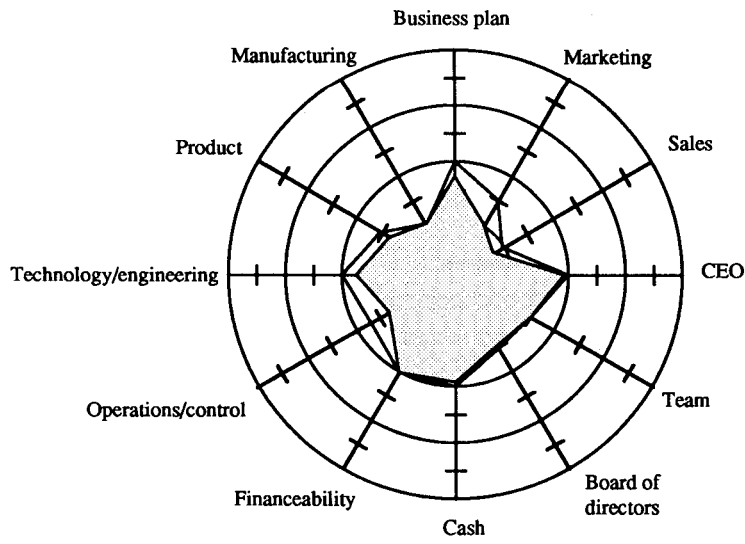 Business plan
Manufacturing
Marketing
Product
Sales
Technology/engineering
CEO
Operations/control
Team
Financeability
Board of
directors
Cash